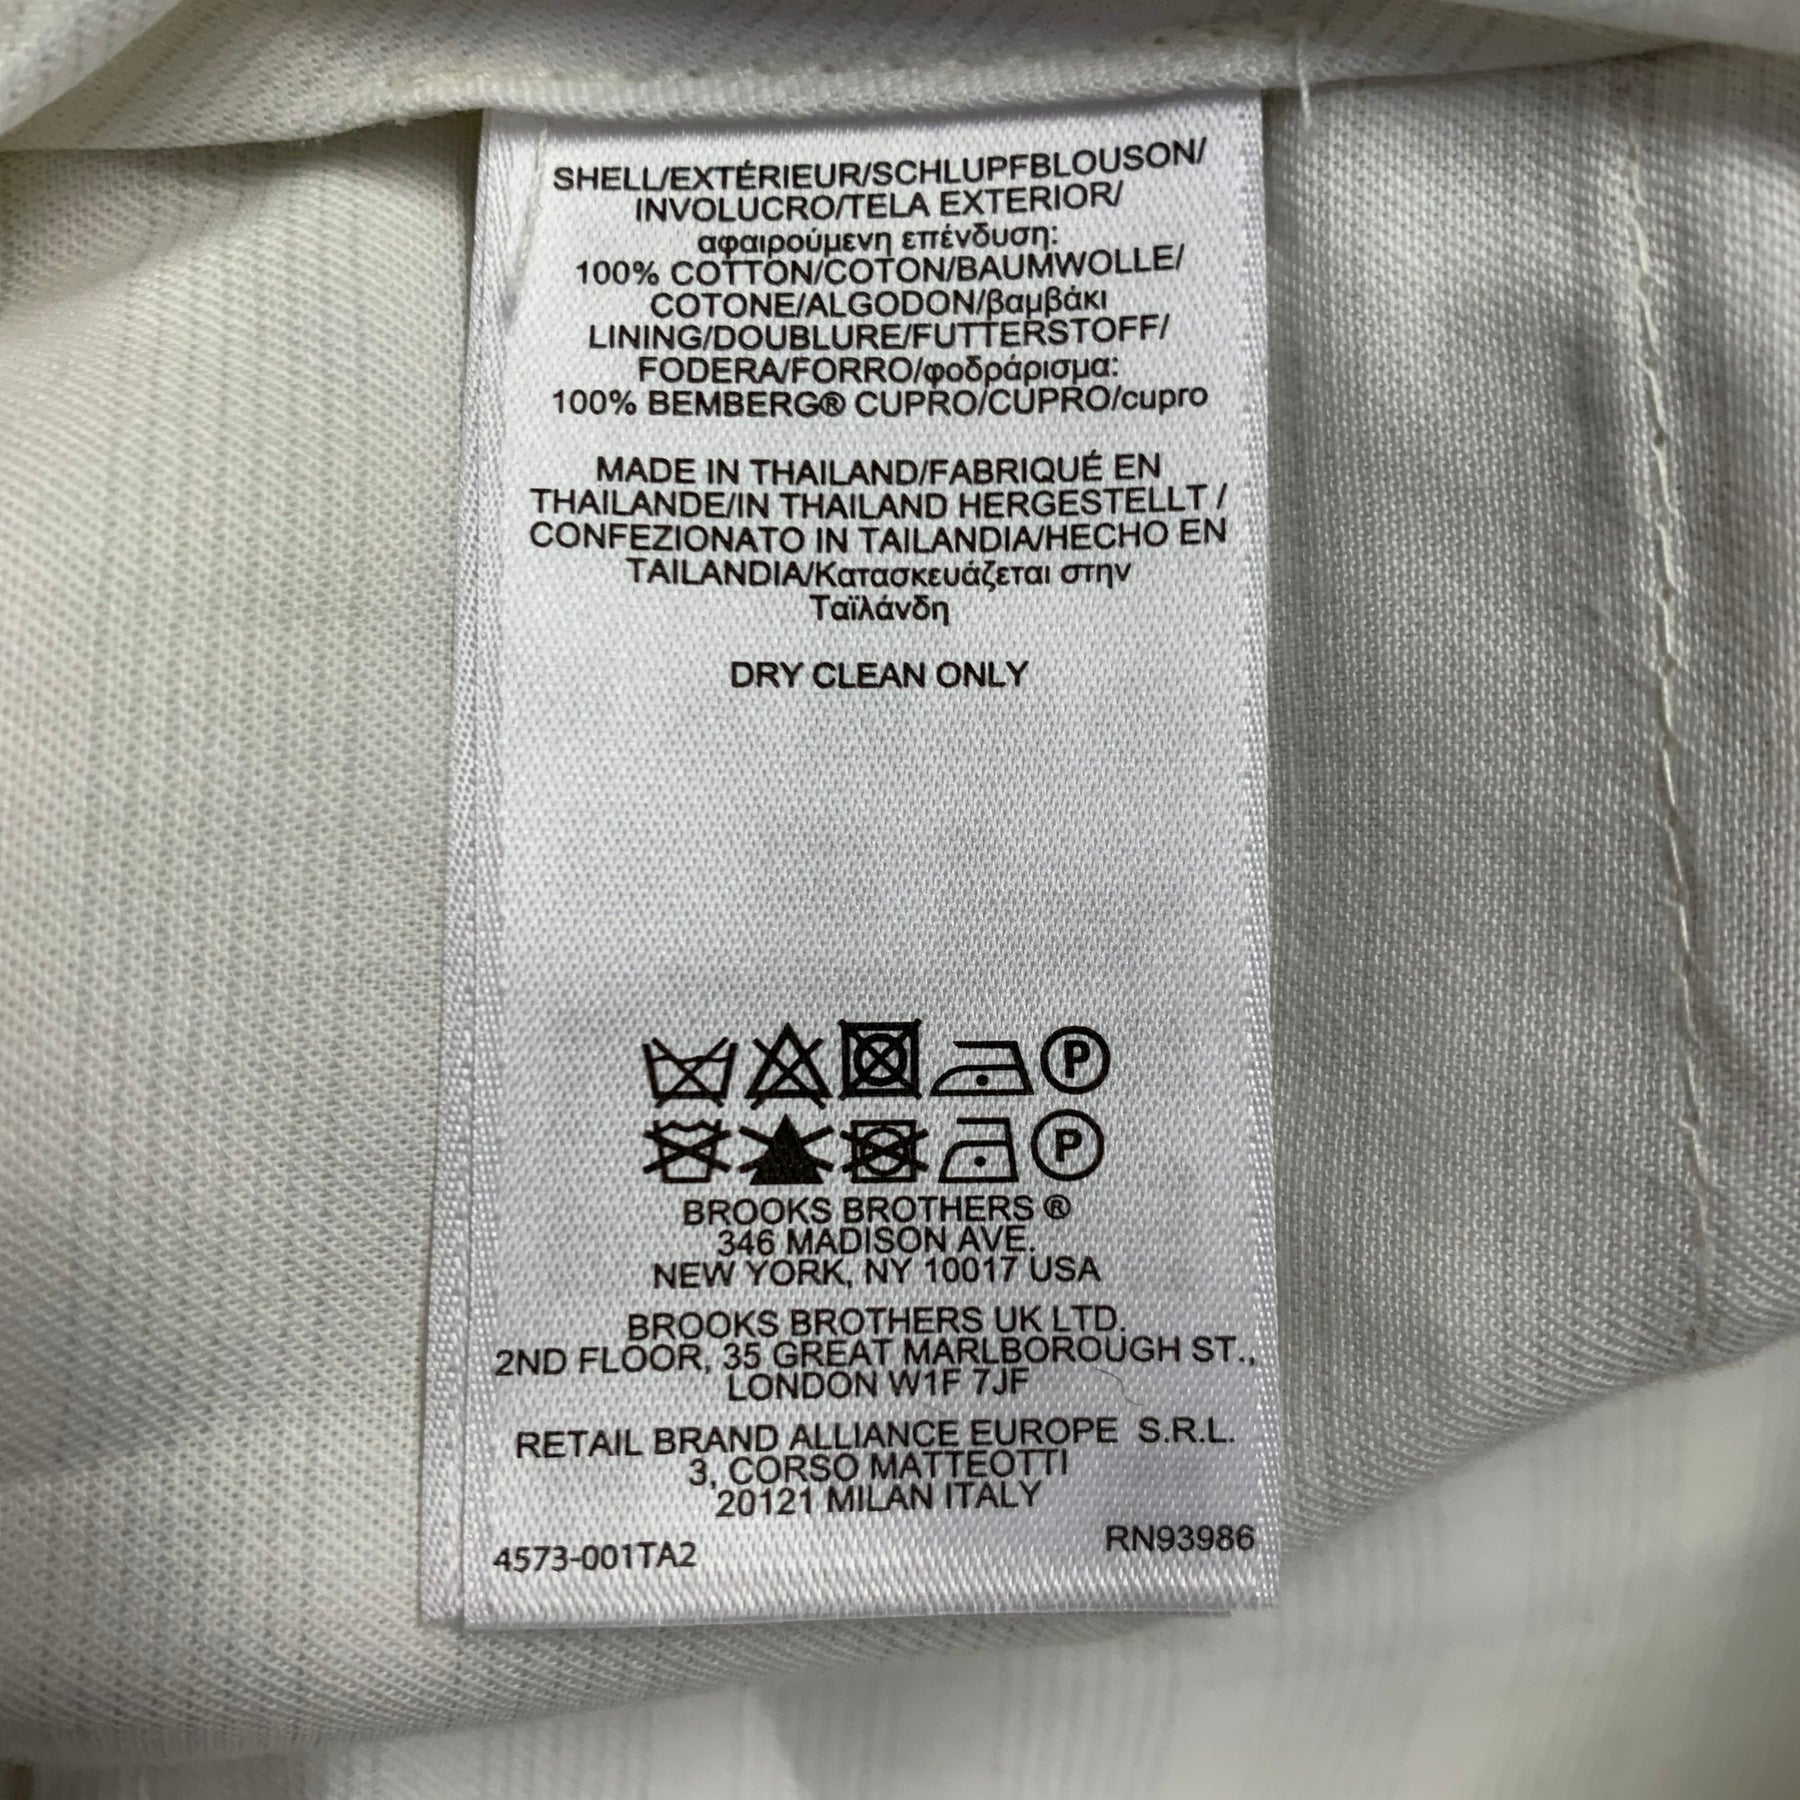 SHELL/EXTÉRIEUR/SCHLUPFBLOUSON/
INVOLUCRO/TELA EXTERIOR/
αφαιρούμενη επένδυση:
100% COTTON/COTON/BAUMWOLLE/
COTONE/ALGODON/βαμβάκι
LINING/DOUBLURE/FUTTERSTOFF/
FODERA/FORRO/φοδράρισμα:
100% BEMBERG® CUPRO/CUPRO/cupro
MADE IN THAILAND/FABRIQUÉ EN
THAILANDE/IN THAILAND HERGESTELLT /
CONFEZIONATO IN TAILANDIA/HECHO EN
TAILANDIA/Κατασκευάζεται στην
Ταϊλάνδη
DRY CLEAN ONLY
P
P
BROOKS BROTHERS ®
346 MADISON AVE.
NEW YORK, NY 10017 USA
BROOKS BROTHERS UK LTD.
2ND FLOOR, 35 GREAT MARLBOROUGH ST.,
LONDON W1F 7JF
RETAIL BRAND ALLIANCE EUROPE S.R.L.
3, CORSO MATTEOTTI
20121 MILAN ITALY
4573-001TA2 RN93986